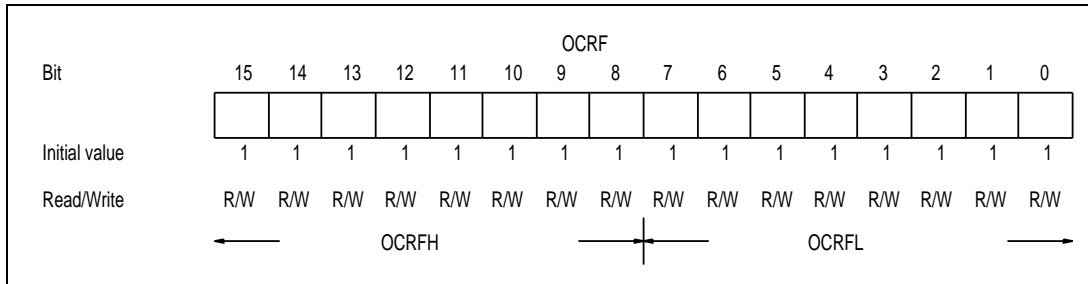 OCRF
Bit 15 14 13 12 11 10 9 8 7 6 5 4 3 2 1 0
Initial value 1 1 1 1 1 1 1 1 1 1 1 1 1 1 1 1
Read/Write R/W R/W R/W R/W R/W R/W R/W R/W R/W R/W R/W R/W R/W R/W R/W R/W
OCRFH OCRFL